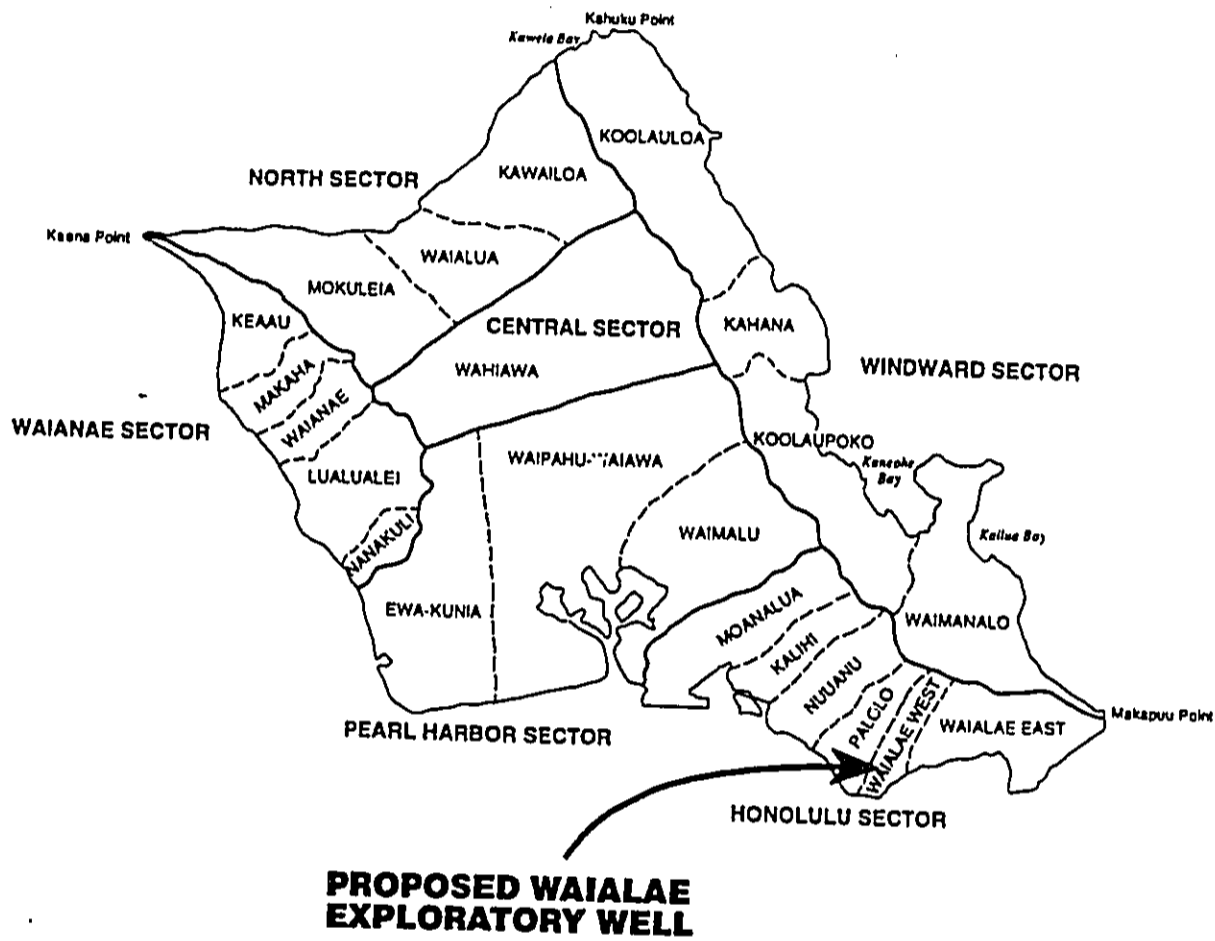 Kahuku Point
Kawela Bay
KOOLAULOA
NORTH SECTOR
KAWAILOA
Kaena Point
WAIALUA
MOKULEIA
KEAAU
CENTRAL SECTOR
KAHANA
WAHIAWA
WINDWARD SECTOR
MAKAHA
WAIANAE
WAIANAE SECTOR
KOOLAUPOKO
WAIPAHU-
LUALUALEI
Kaneohe
Bay
WAIMALU
Kailua Bay
NANAKULI
EWA-KUNIA
MOANALUA
WAIMANALO
KALIHI
NUUANU
PALOLO
WAIALAE WEST
WAIALAE EAST
Makapuu Point
PEARL HARBOR SECTOR
HONOLULU SECTOR
PROPOSED WAIALAE
EXPLORATORY WELL